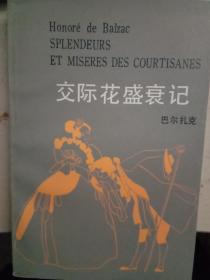 Honoré de Balzac
SPLENDEURS
ET MISERES DES COURTISANES
交际花盛衰记
巴尔扎克